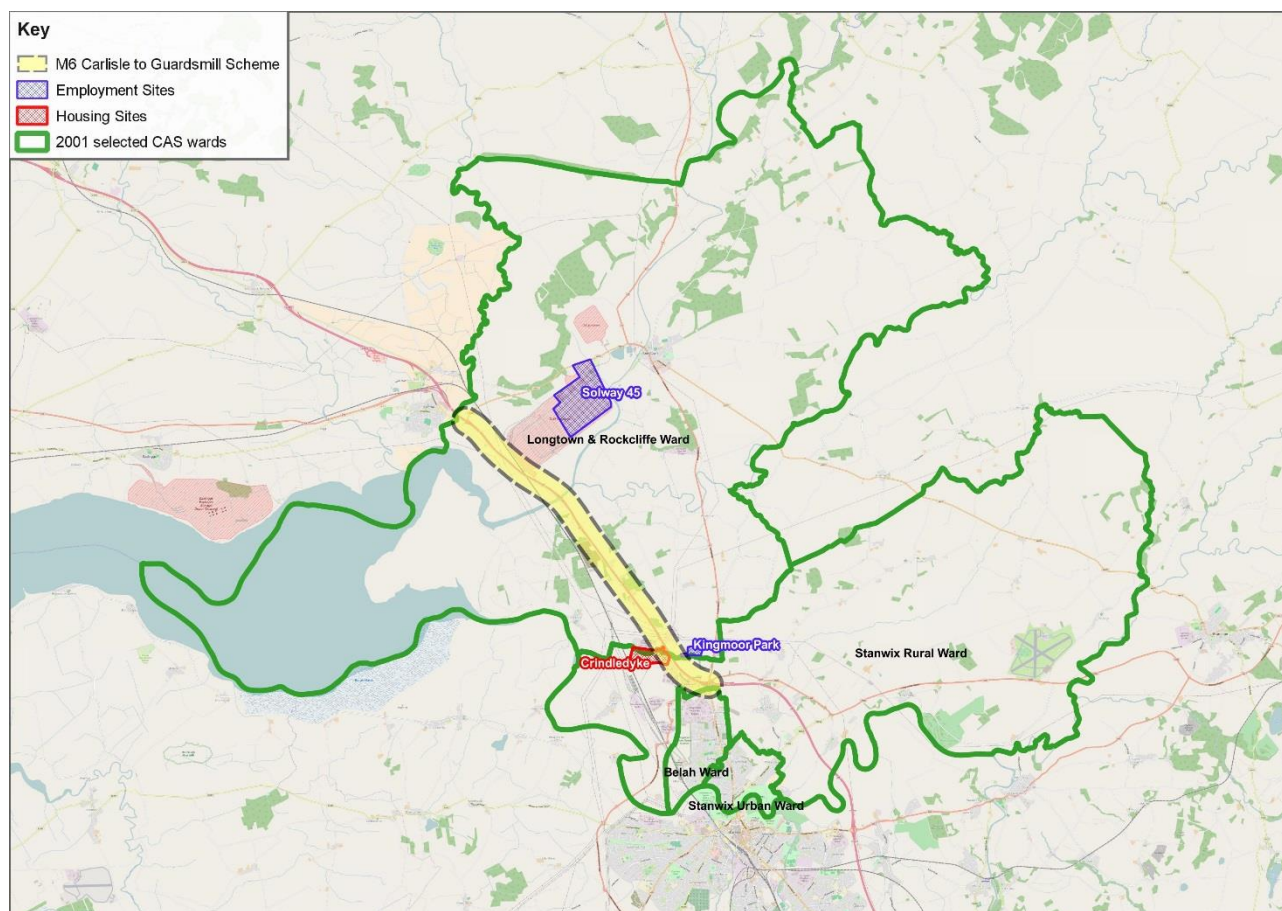 Key
M6 Carlisle to Guardsmill Scheme
Employment Sites
Housing Sites
2001 selected CAS wards
Solway 45
Longtown & Rockcliffe Ward
Kingmoor Park
Crindledyke
Stanwix Rural Ward
Belah Ward
Stanwix Urban Ward